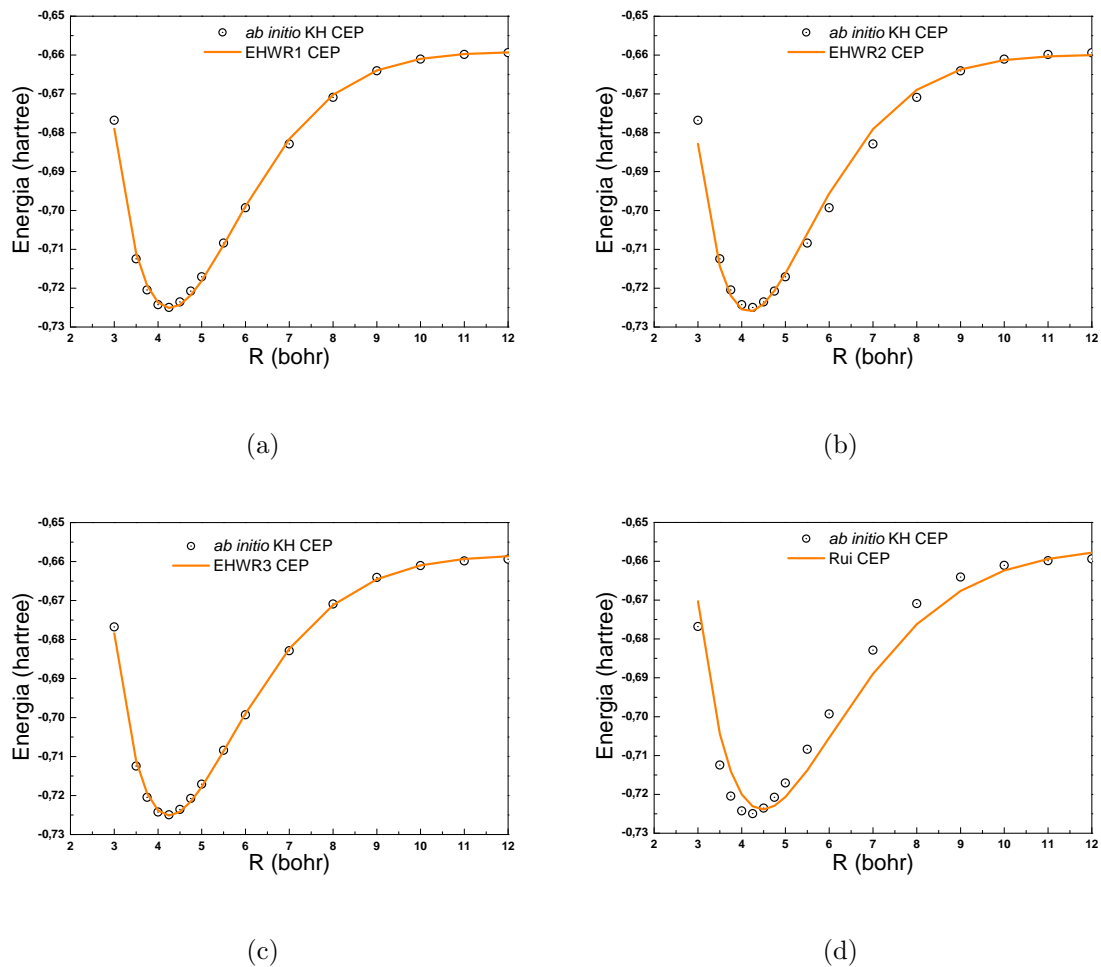 -0,65
-0,66
-0,67
-0,68
-0,69
-0,70
-0,71
-0,72
-0,73
Energia (hartree)
ab initio KH CEP
EHWR1 CEP
2 3 4 5 6 7 8 9 10 11 12
R (bohr)
(a)
-0,65
-0,66
-0,67
-0,68
-0,69
-0,70
-0,71
-0,72
-0,73
Energia (hartree)
ab initio KH CEP
EHWR2 CEP
2 3 4 5 6 7 8 9 10 11 12
R (bohr)
(b)
-0,65
-0,66
-0,67
-0,68
-0,69
-0,70
-0,71
-0,72
-0,73
Energia (hartree)
ab initio KH CEP
EHWR3 CEP
2 3 4 5 6 7 8 9 10 11 12
R (bohr)
(c)
-0,65
-0,66
-0,67
-0,68
-0,69
-0,70
-0,71
-0,72
-0,73
Energia (hartree)
ab initio KH CEP
Rui CEP
2 3 4 5 6 7 8 9 10 11 12
R (bohr)
(d)